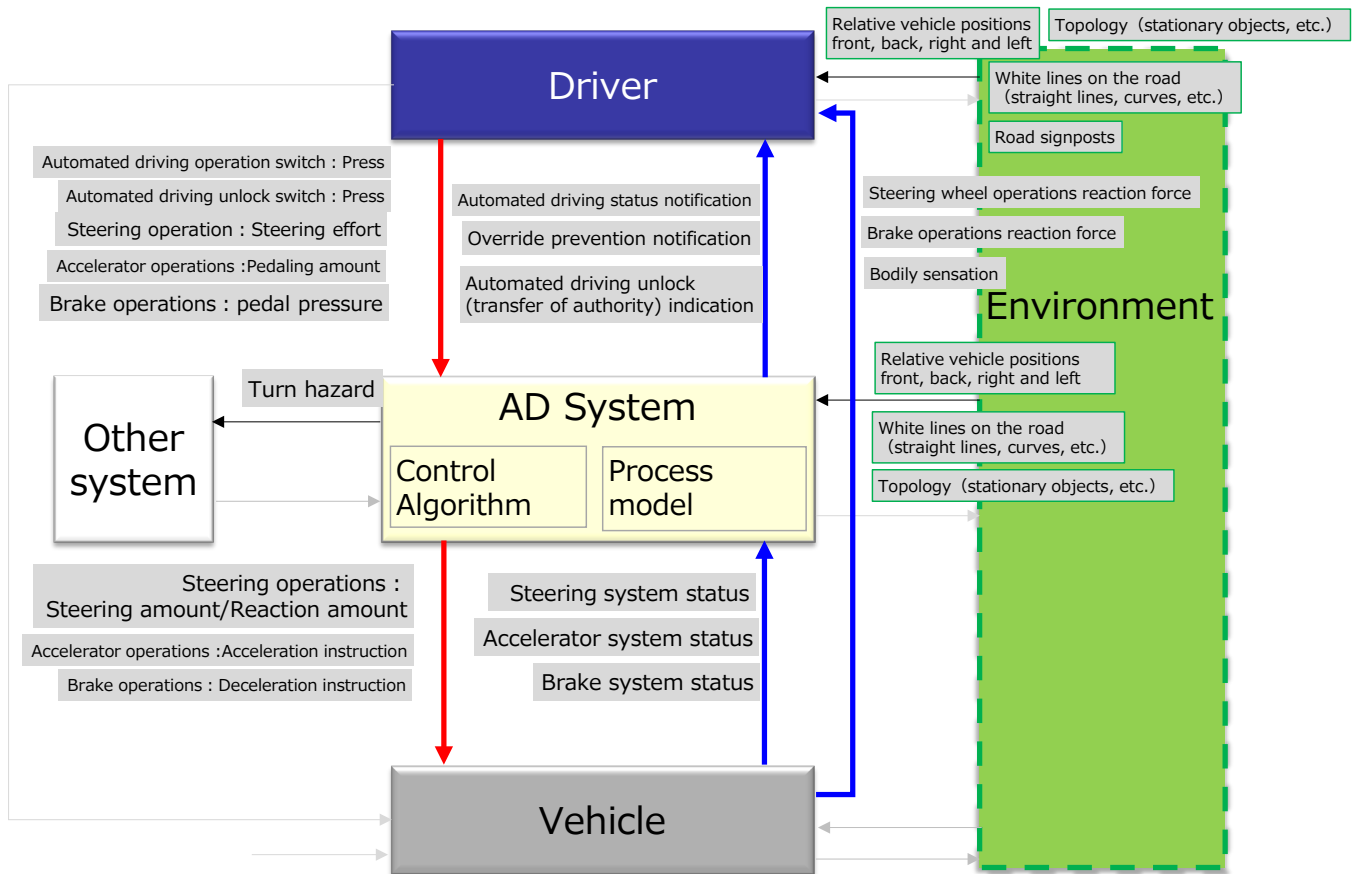 Relative vehicle positions
front, back, right and left
Topology（stationary objects, etc.）
Driver
White lines on the road
（straight lines, curves, etc.）
Road signposts
Automated driving operation switch : Press
Automated driving unlock switch : Press
Steering operation : Steering effort
Accelerator operations :Pedaling amount
Brake operations : pedal pressure
Automated driving status notification
Override prevention notification
Automated driving unlock
(transfer of authority) indication
Steering wheel operations reaction force
Brake operations reaction force
Bodily sensation
Environment
Relative vehicle positions
front, back, right and left
White lines on the road
（straight lines, curves, etc.）
Topology（stationary objects, etc.）
Turn hazard
Other
system
AD System
Control
Algorithm
Process
model
Steering operations :
Steering amount/Reaction amount
Accelerator operations :Acceleration instruction
Brake operations : Deceleration instruction
Steering system status
Accelerator system status
Brake system status
Vehicle